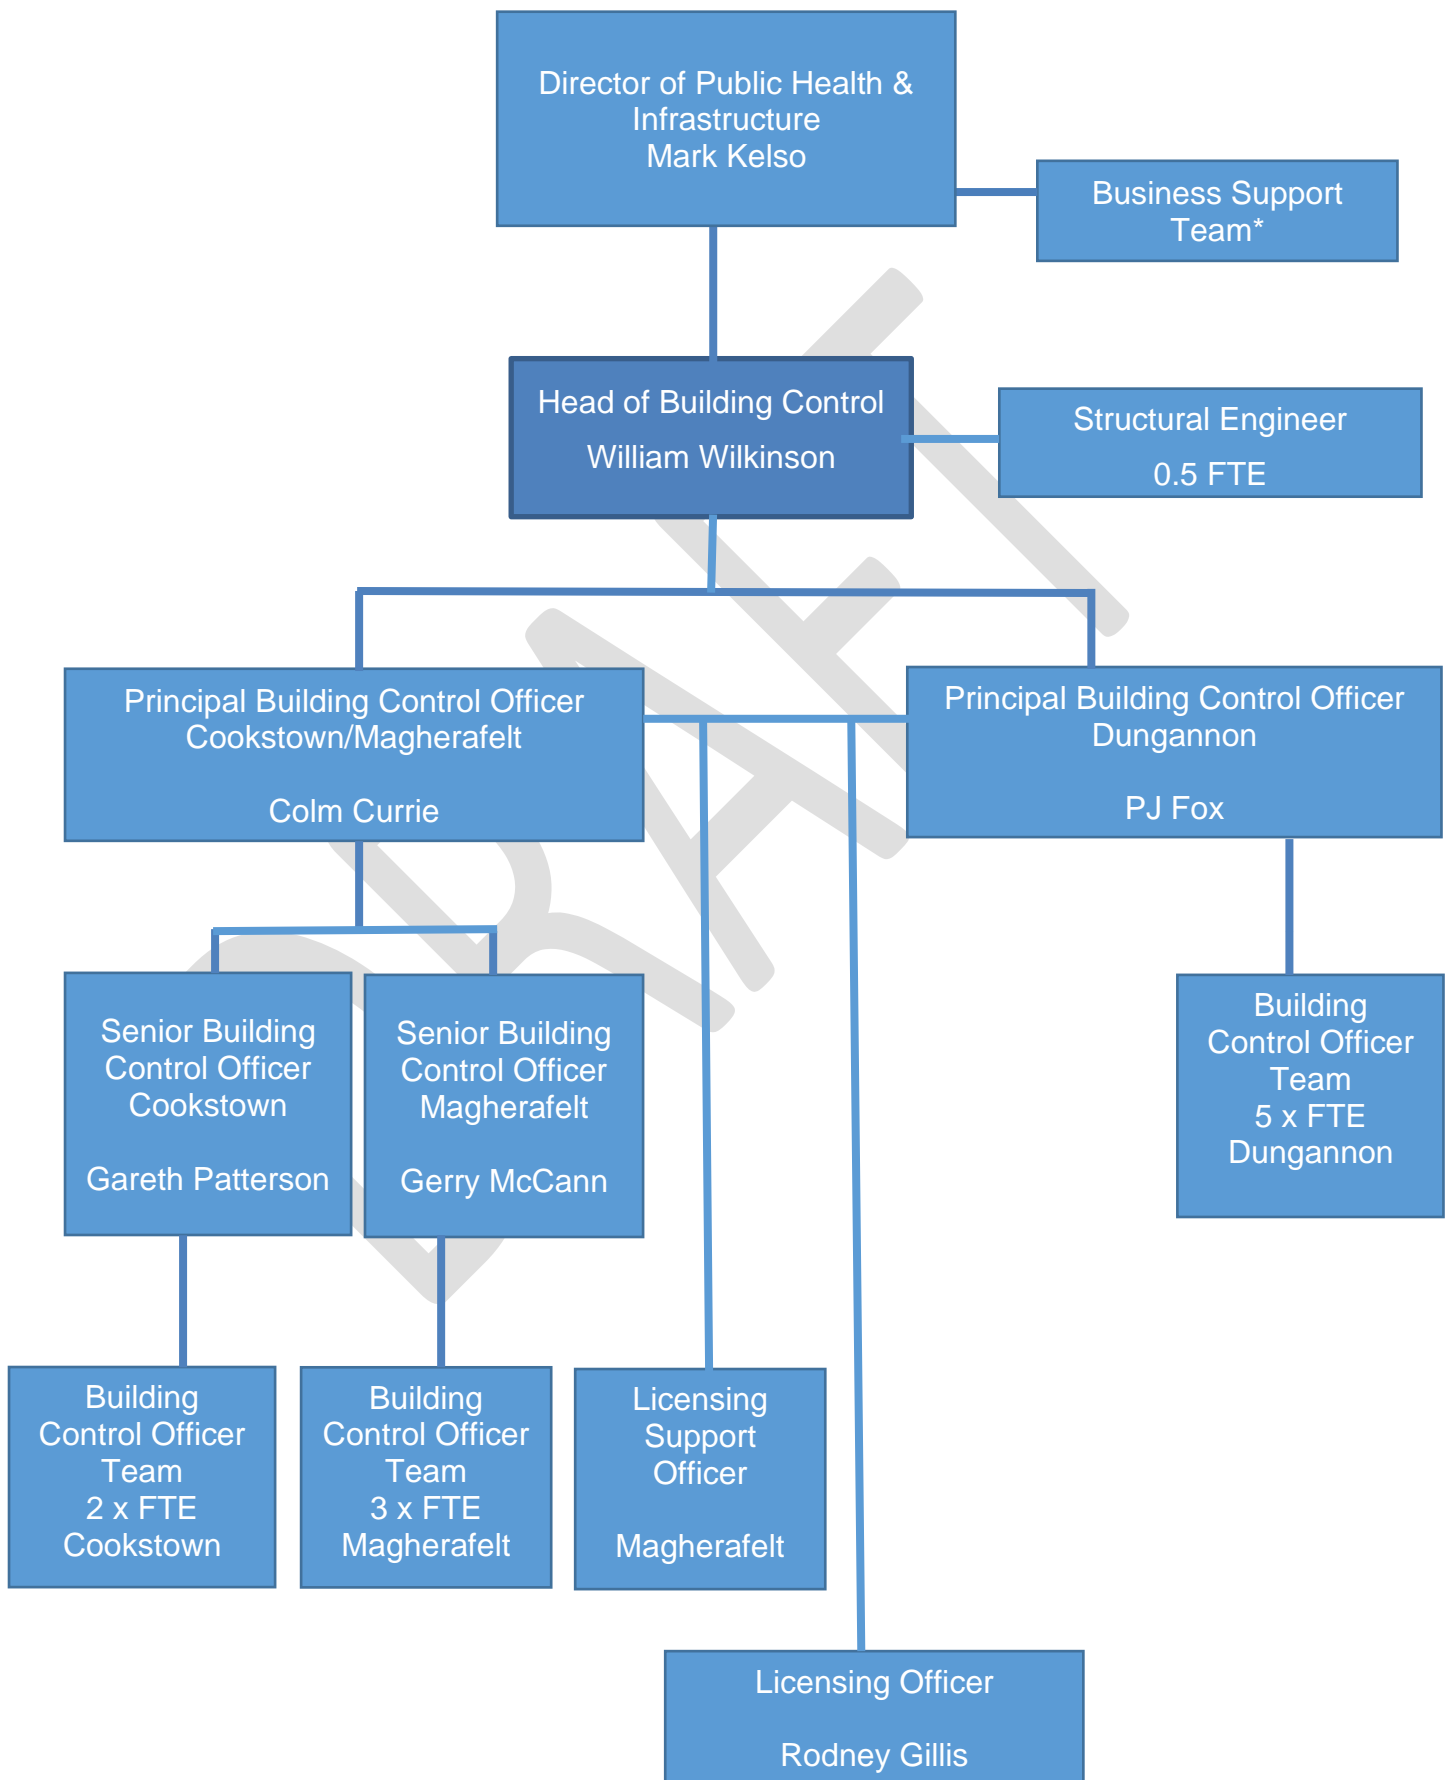 Director of Public Health &
Infrastructure
Mark Kelso
Business Support
Team*
Head of Building Control
William Wilkinson
Structural Engineer
0.5 FTE
Principal Building Control Officer
Cookstown/Magherafelt
Colm Currie
Principal Building Control Officer
Dungannon
PJ Fox
Senior Building
Control Officer
Cookstown
Gareth Patterson
Senior Building
Control Officer
Magherafelt
Gerry McCann
Building
Control Officer
Team
5 x FTE
Dungannon
Building
Control Officer
Team
2 x FTE
Cookstown
Building
Control Officer
Team
3 x FTE
Magherafelt
Licensing
Support
Officer
Magherafelt
Licensing Officer
Rodney Gillis
DRAFT